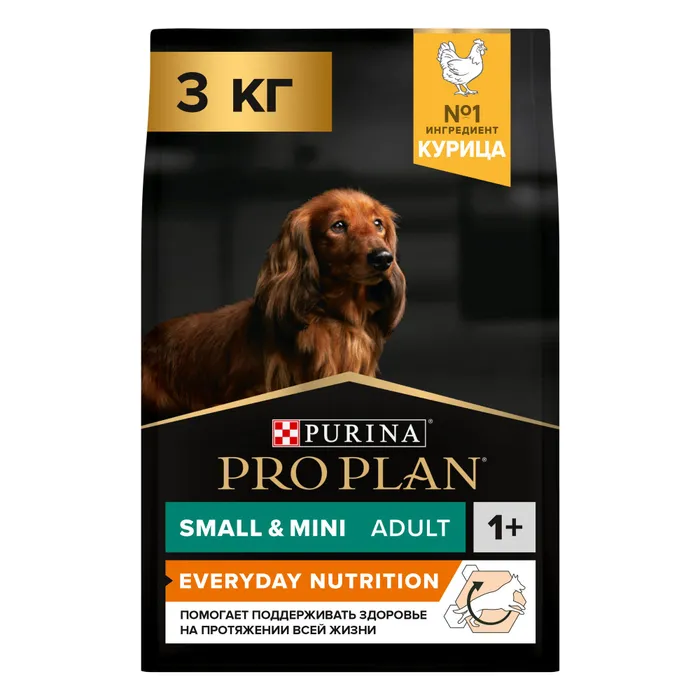 3 КГ
№1
ИНГРЕДИЕНТ
КУРИЦА
PURINA®
PRO PLAN®
SMALL & MINI ADULT 1+
EVERYDAY NUTRITION
ПОМОГАЕТ ПОДДЕРЖИВАТЬ ЗДОРОВЬЕ
НА ПРОТЯЖЕНИИ ВСЕЙ ЖИЗНИ